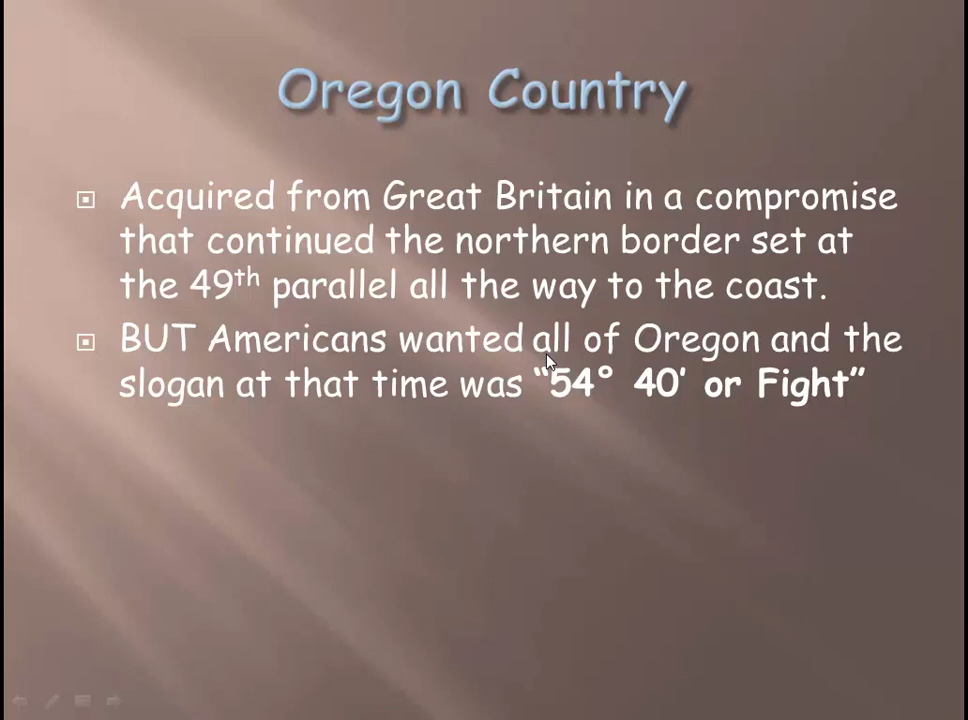 Oregon Country
Acquired from Great Britain in a compromise
that continued the northern border set at
the 49th parallel all the way to the coast.
BUT Americans wanted all of Oregon and the
slogan at that time was “54° 40’ or Fight”